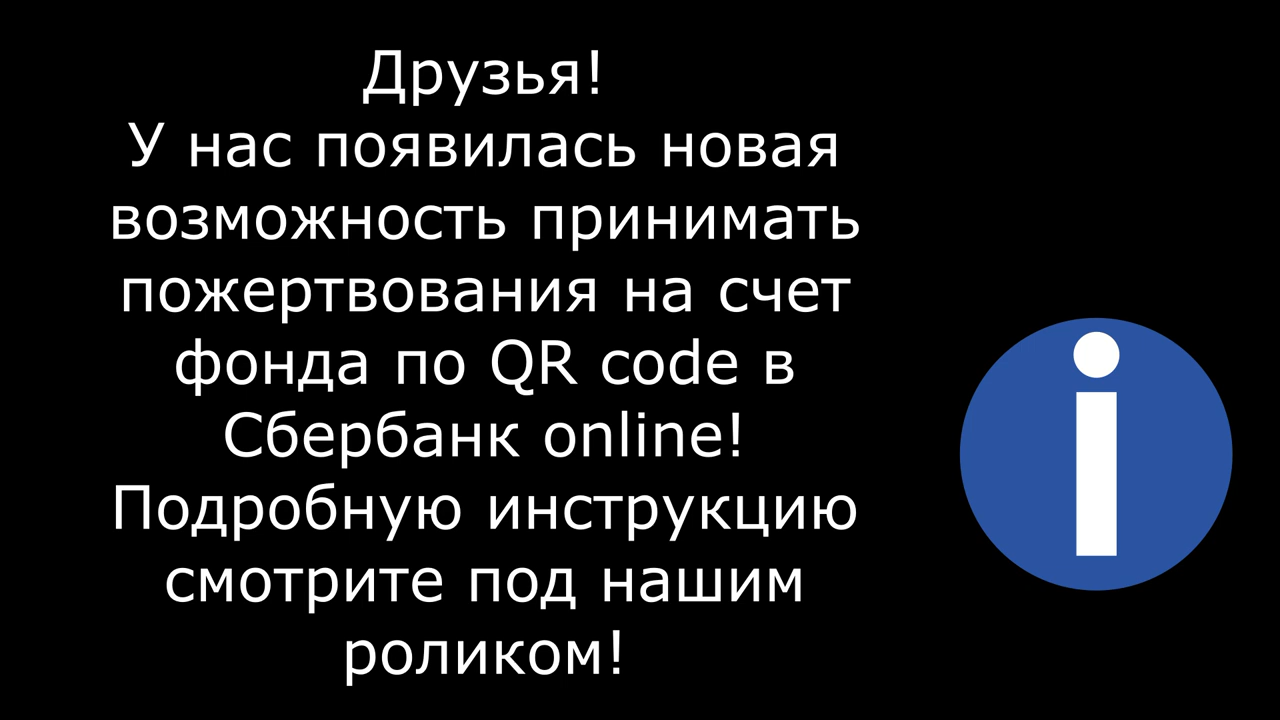 Друзья!
У нас появилась новая
возможность принимать
пожертвования на счет
фонда по QR code в
Сбербанк online!
Подробную инструкцию
смотрите под нашим
роликом!